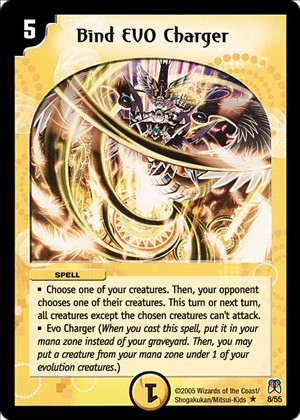 5
Bind EVO Charger
SPELL
▪ Choose one of your creatures. Then, your opponent
chooses one of their creatures. This turn or next turn,
all creatures except the chosen creatures can't attack.
▪ Evo Charger (When you cast this spell, put it in your
mana zone instead of your graveyard. Then, you may
put a creature from your mana zone under 1 of your
evolution creatures.)
1
©2005 Wizards of the Coast/
Shogakukan/Mitsui-Kids ★ 8/55